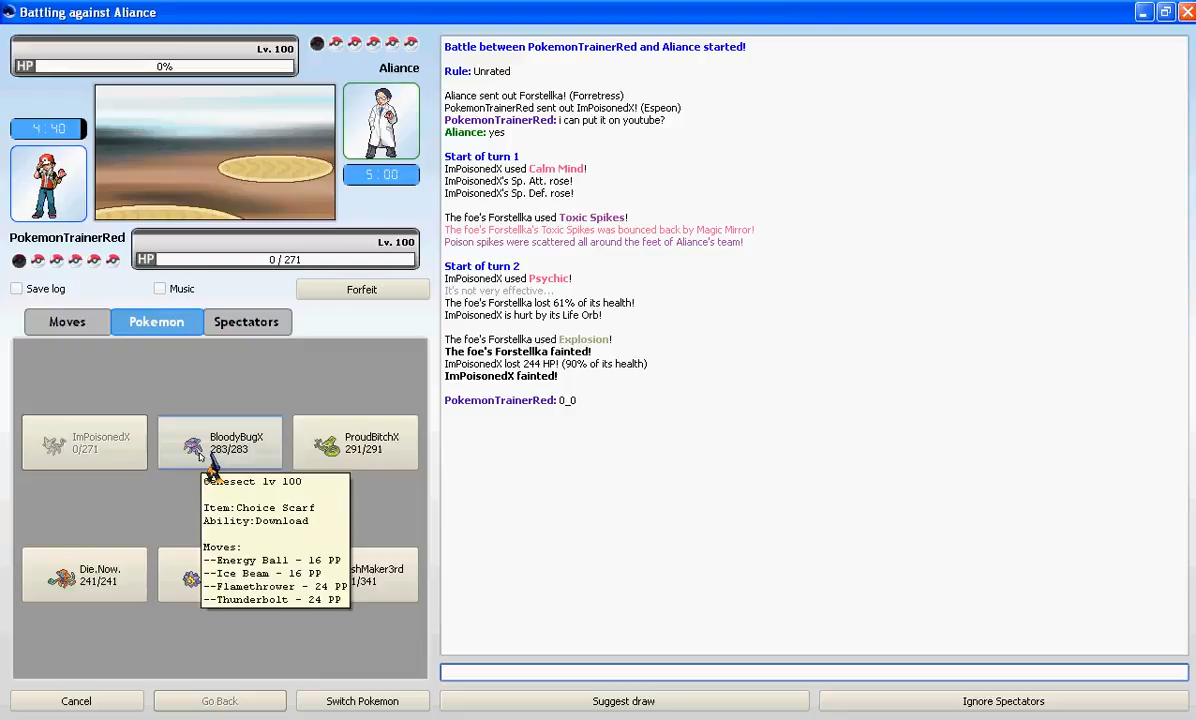 Battling against Aliance
Lv. 100
HP 0%
Aliance
4:40
5:00
PokemonTrainerRed
Lv. 100
HP 0 / 271
Save log
Music
Forfeit
Moves
Pokemon
Spectators
ImPoisonedX
0/271
BloodyBugX
283/283
ProudBitchX
291/291
Die.Now.
241/241
shMaker3rd
1/341
Genesect lv 100
Item:Choice Scarf
Ability:Download
Moves:
--Energy Ball - 16 PP
--Ice Beam - 16 PP
--Flamethrower - 24 PP
--Thunderbolt - 24 PP
Cancel
Go Back
Switch Pokemon
Battle between PokemonTrainerRed and Aliance started!
Rule: Unrated
Aliance sent out Forstellka! (Forretress)
PokemonTrainerRed sent out ImPoisonedX! (Espeon)
PokemonTrainerRed: i can put it on youtube?
Aliance: yes
Start of turn 1
ImPoisonedX used Calm Mind!
ImPoisonedX's Sp. Att. rose!
ImPoisonedX's Sp. Def. rose!
The foe's Forstellka used Toxic Spikes!
The foe's Forstellka's Toxic Spikes was bounced back by Magic Mirror!
Poison spikes were scattered all around the feet of Aliance's team!
Start of turn 2
ImPoisonedX used Psychic!
It's not very effective...
The foe's Forstellka lost 61% of its health!
ImPoisonedX is hurt by its Life Orb!
The foe's Forstellka used Explosion!
The foe's Forstellka fainted!
ImPoisonedX lost 244 HP! (90% of its health)
ImPoisonedX fainted!
PokemonTrainerRed: 0_0
Suggest draw
Ignore Spectators